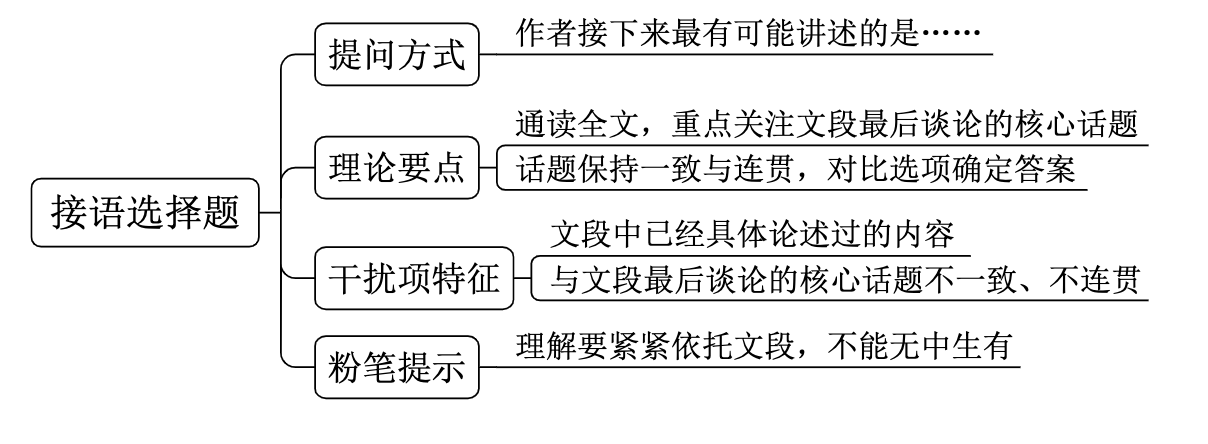 接语选择题
提问方式
作者接下来最有可能讲述的是……
理论要点
通读全文，重点关注文段最后谈论的核心话题
话题保持一致与连贯，对比选项确定答案
干扰项特征
文段中已经具体论述过的内容
与文段最后谈论的核心话题不一致、不连贯
粉笔提示
理解要紧紧依托文段，不能无中生有